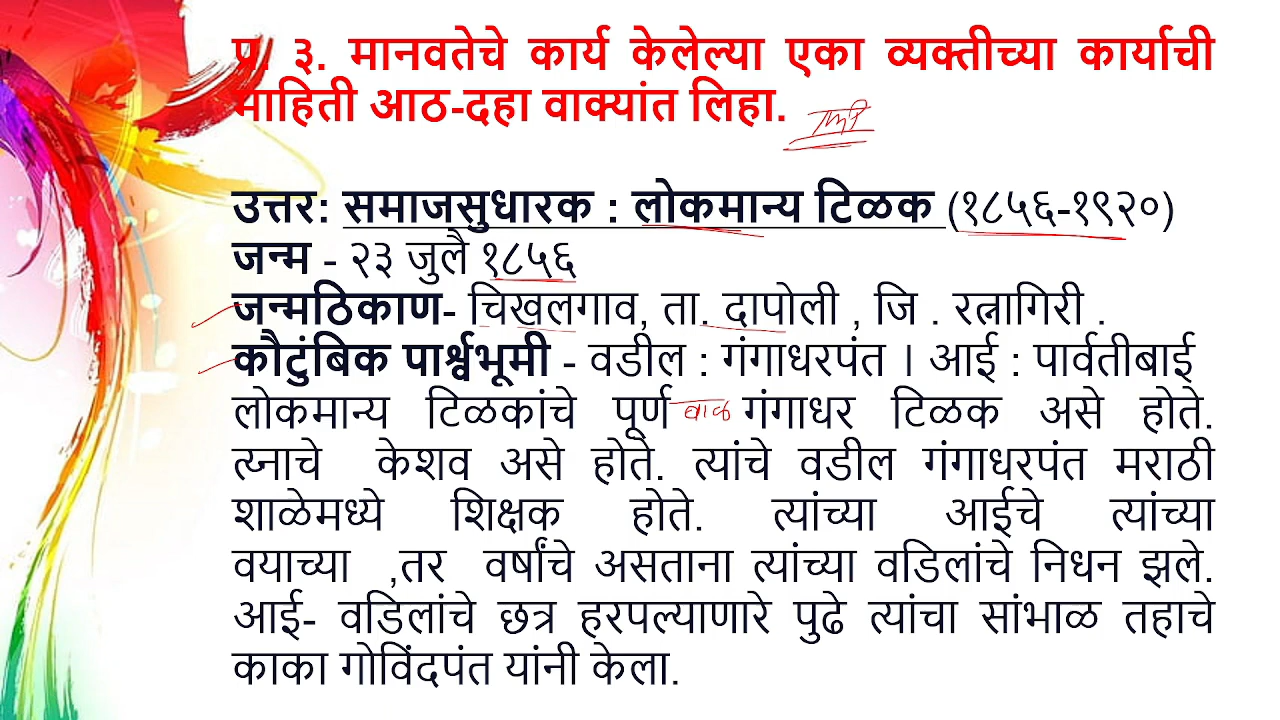 प्र ३. मानवतेचे कार्य केलेल्या एका व्यक्तीच्या कार्याची
माहिती आठ-दहा वाक्यांत लिहा.
उत्तर: समाजसुधारक : लोकमान्य टिळक (१८५६-१९२०)
जन्म - २३ जुलै १८५६
जन्मठिकाण- चिखलगाव, ता. दापोली , जि . रत्नागिरी .
कौटुंबिक पार्श्वभूमी - वडील : गंगाधरपंत । आई : पार्वतीबाई
लोकमान्य टिळकांचे पूर्ण बाळ गंगाधर टिळक असे होते.
त्य्नाचे केशव असे होते. त्यांचे वडील गंगाधरपंत मराठी
शाळेमध्ये शिक्षक होते. त्यांच्या आईचे त्यांच्या
वयाच्या ,तर वर्षांचे असताना त्यांच्या वडिलांचे निधन झले.
आई- वडिलांचे छत्र हरपल्याणारे पुढे त्यांचा सांभाळ तहाचे
काका गोविंदपंत यांनी केला.